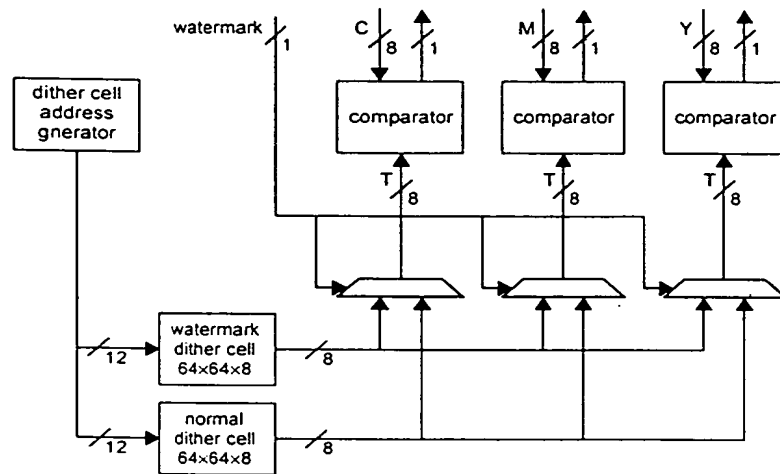 watermark
1
C
8
1
M
8
1
Y
8
1
dither cell
address
gnerator
comparator
comparator
comparator
T
8
T
8
T
8
12
watermark
dither cell
64×64×8
8
12
normal
dither cell
64×64×8
8